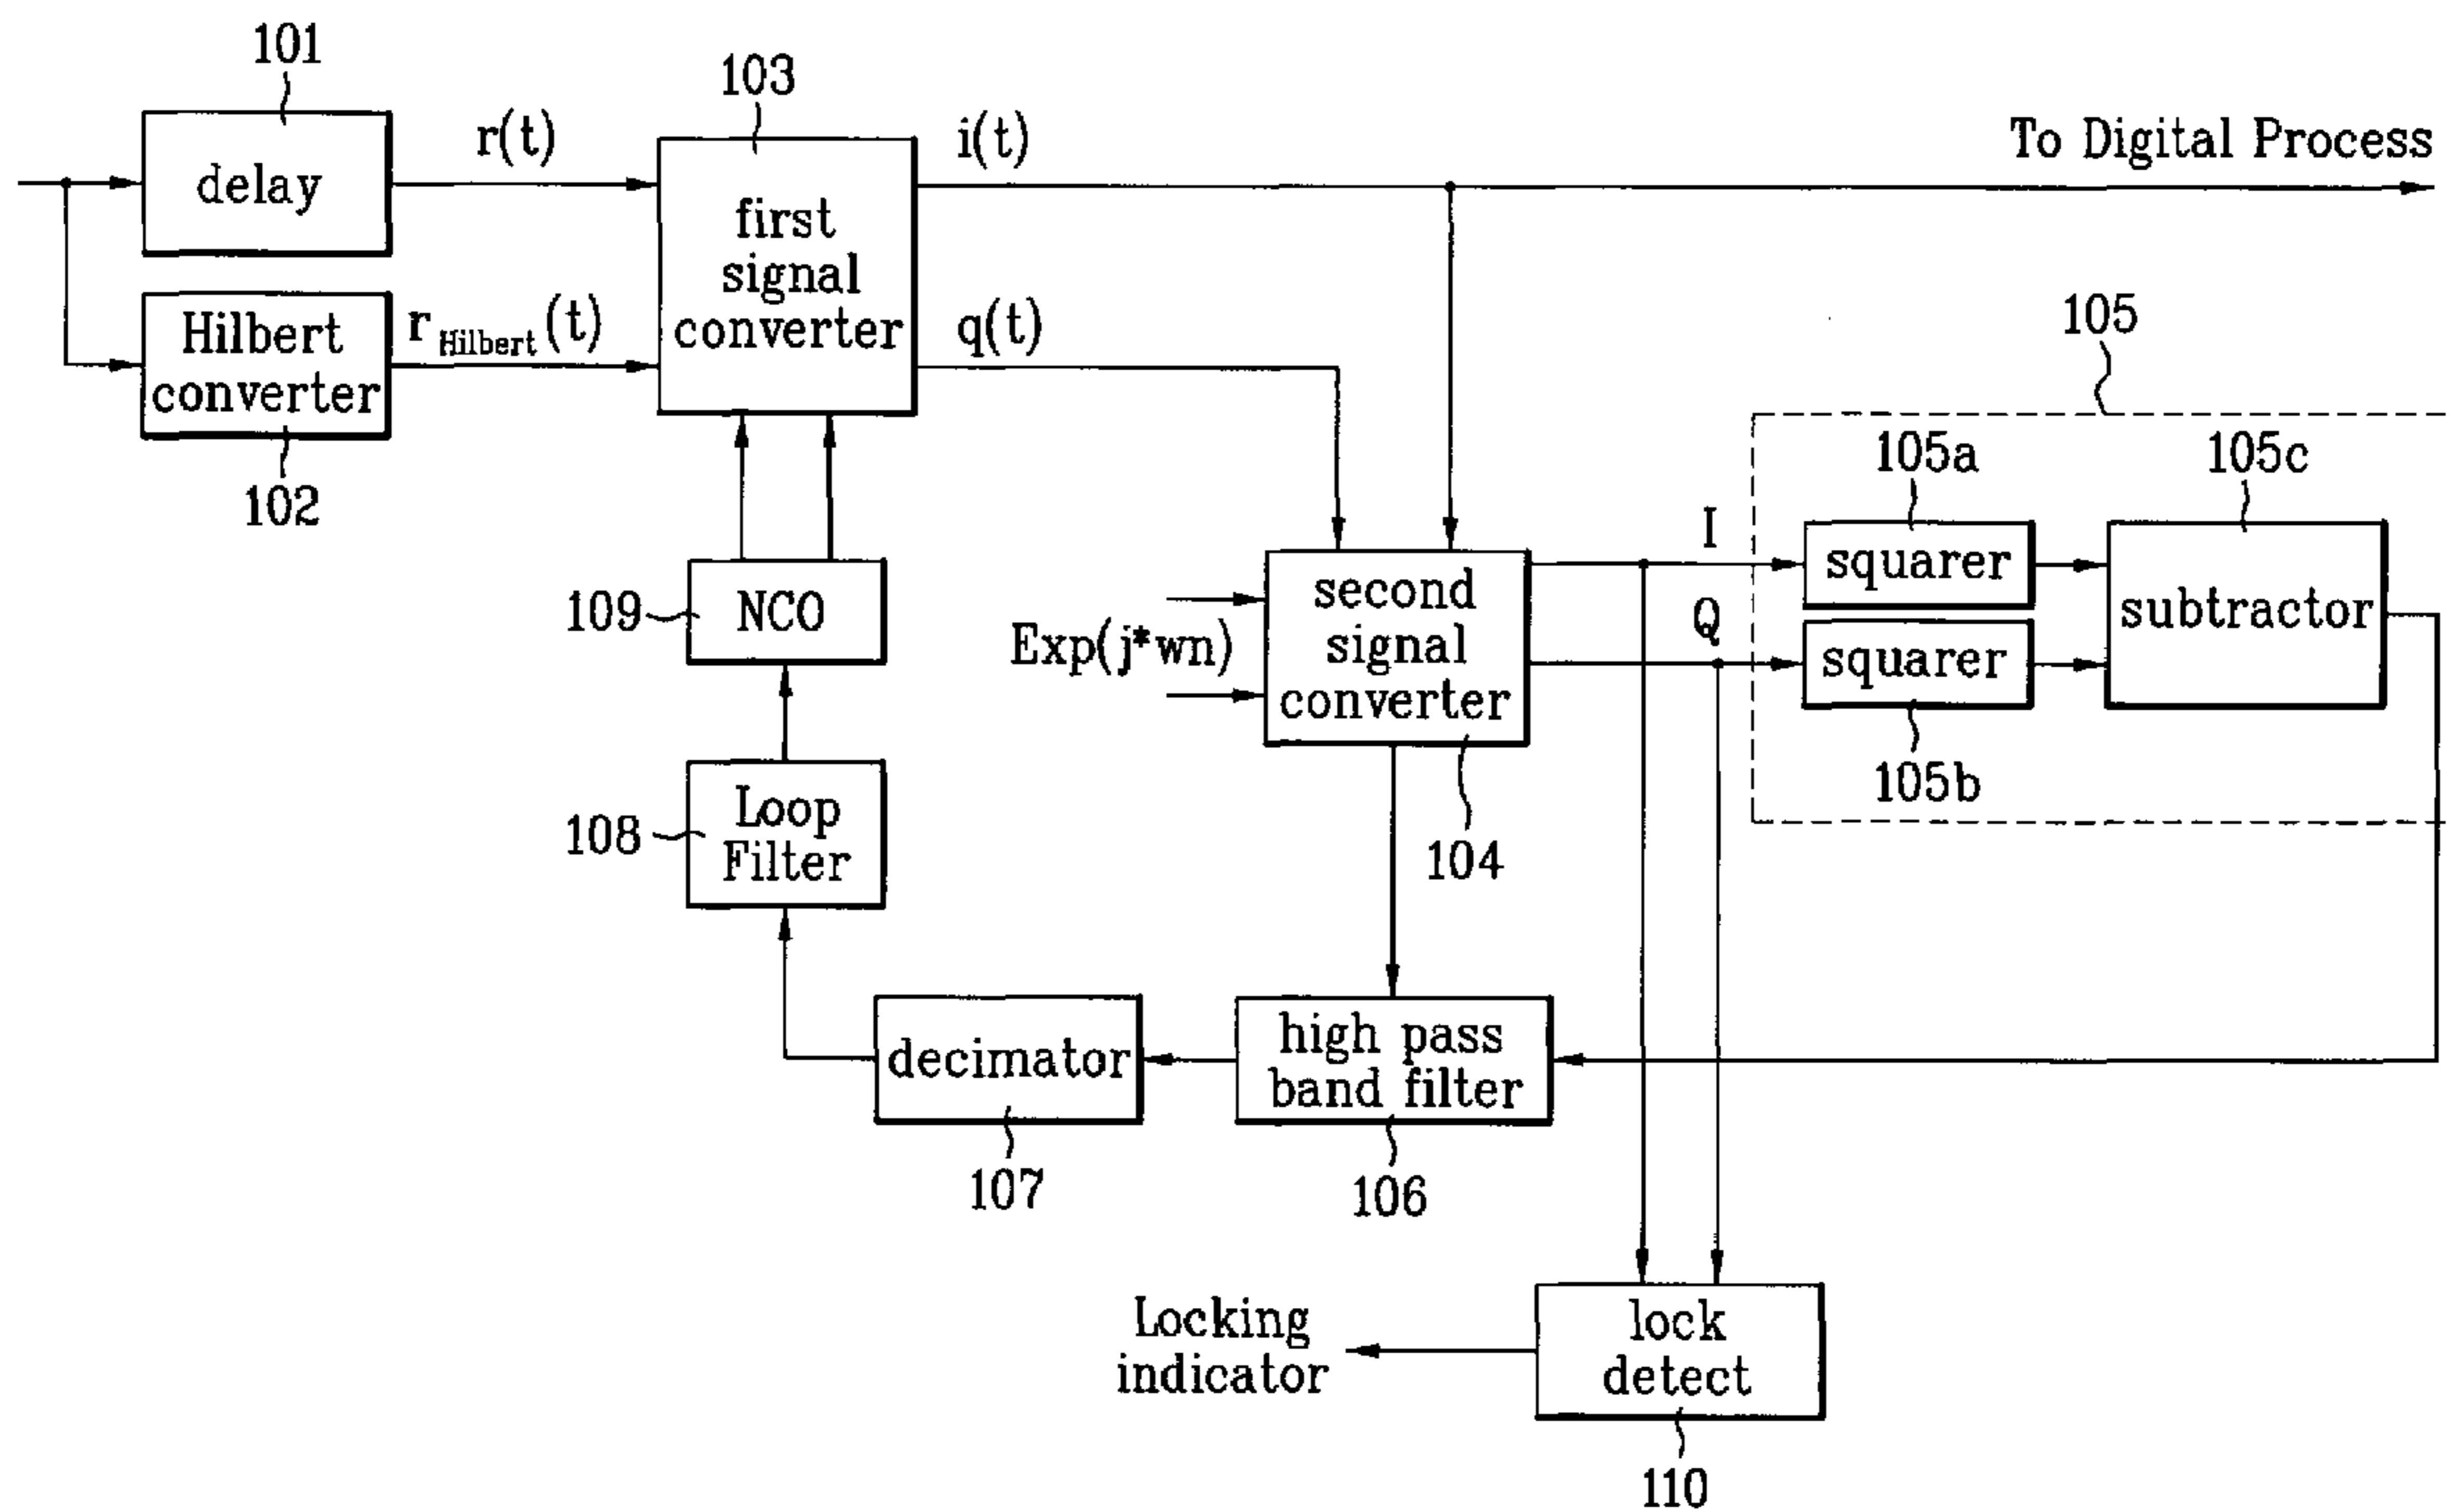 101
103
r(t)
i(t)
To Digital Process
delay
first
signal
converter
Hilbert
converter
r Hilbert (t)
q(t)
102
105
105a
105c
I
squarer
subtractor
Q
squarer
105b
109
NCO
Exp(j*wn)
second
signal
converter
104
108
Loop
Filter
decimator
107
high pass
band filter
106
Locking
indicator
lock
detect
110